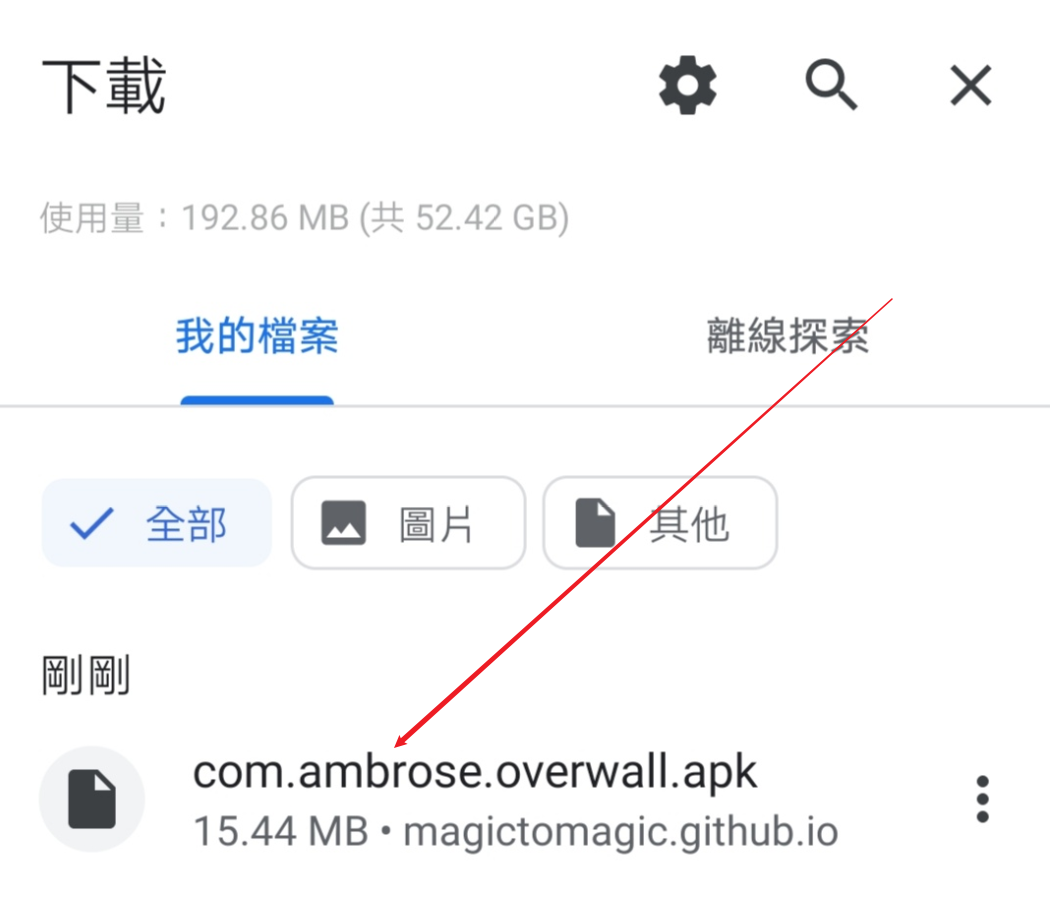 下載
使用量：192.86 MB (共 52.42 GB)
我的檔案 離線探索
全部 圖片 其他
剛剛
com.ambrose.overwall.apk
15.44 MB • magictomagic.github.io